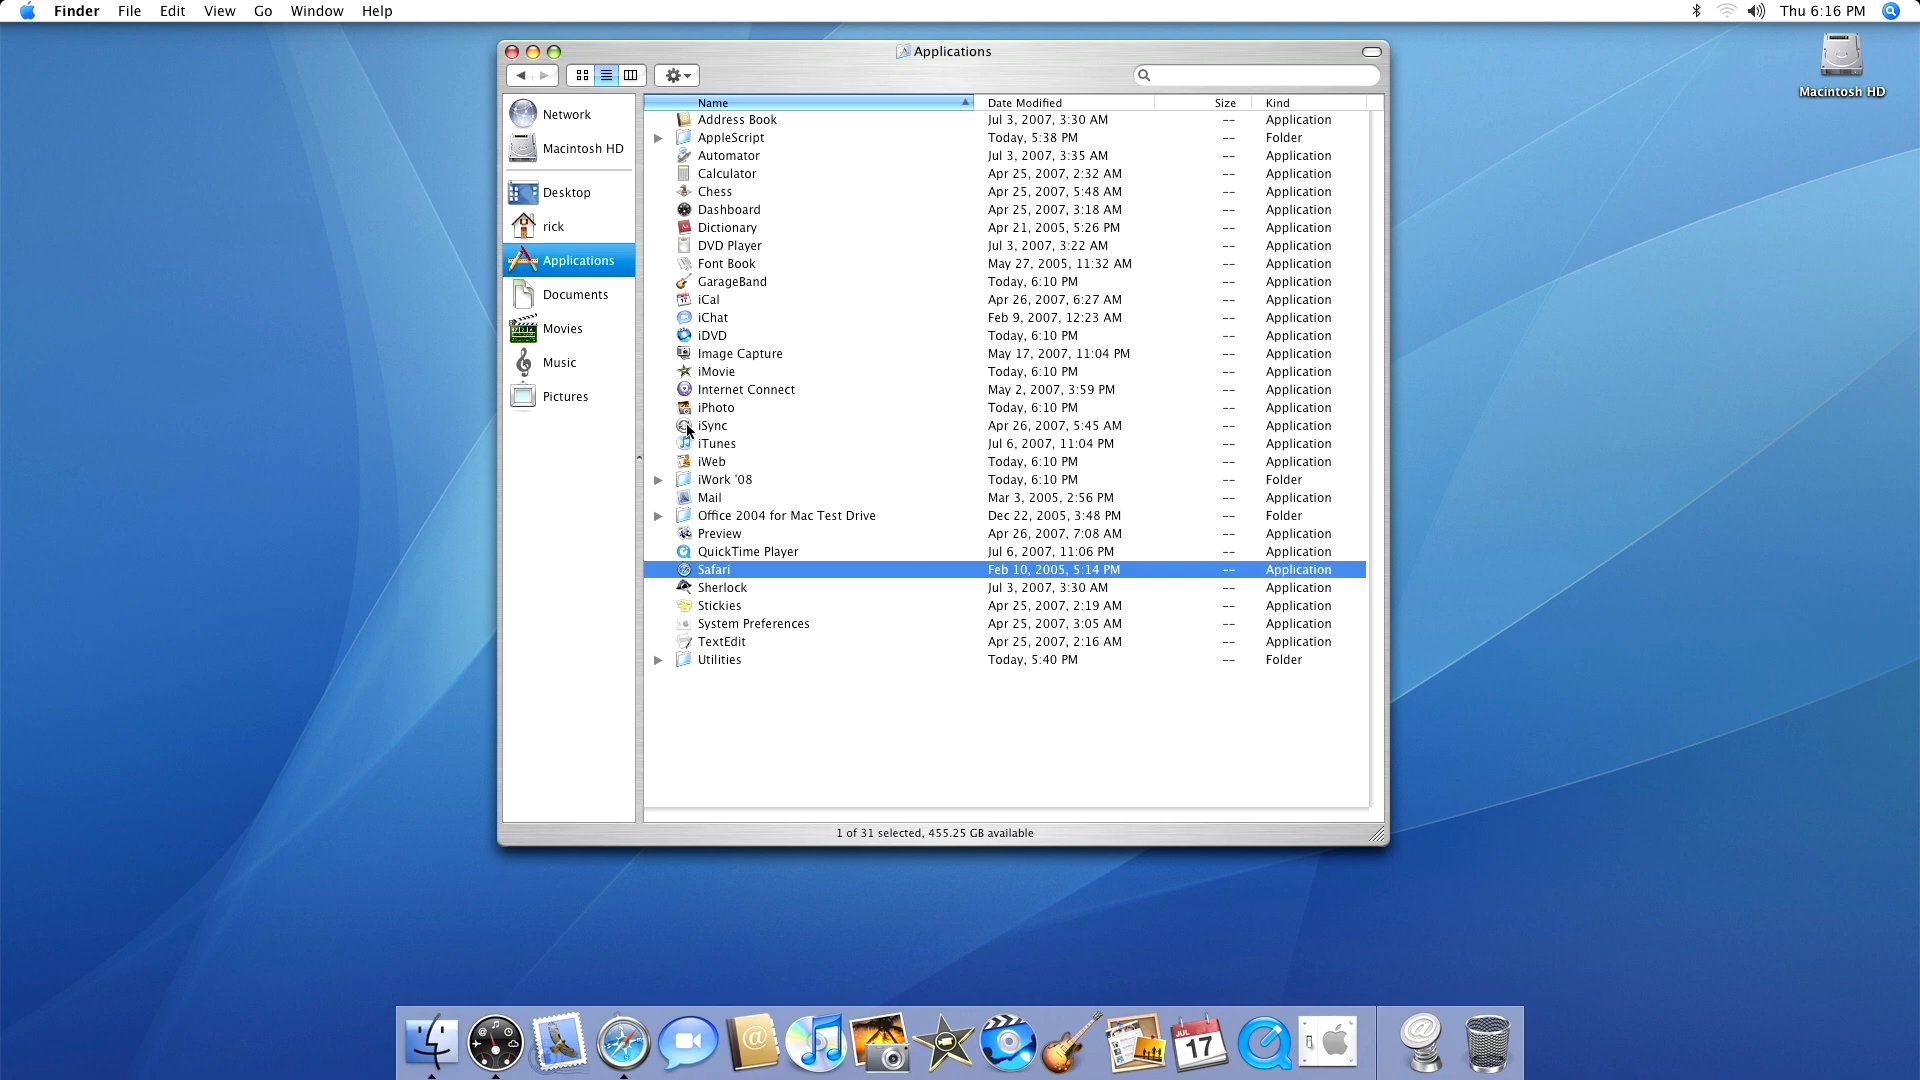 Finder File Edit View Go Window Help Thu 6:16 PM
Applications
Macintosh HD
Network
Macintosh HD
Desktop
rick
Applications
Documents
Movies
Music
Pictures
Name Date Modified Size Kind
Address Book Jul 3, 2007, 3:30 AM -- Application
AppleScript Today, 5:38 PM -- Folder
Automator Jul 3, 2007, 3:35 AM -- Application
Calculator Apr 25, 2007, 2:32 AM -- Application
Chess Apr 25, 2007, 5:48 AM -- Application
Dashboard Apr 25, 2007, 3:18 AM -- Application
Dictionary Apr 21, 2005, 5:26 PM -- Application
DVD Player Jul 3, 2007, 3:22 AM -- Application
Font Book May 27, 2005, 11:32 AM -- Application
GarageBand Today, 6:10 PM -- Application
iCal Apr 26, 2007, 6:27 AM -- Application
iChat Feb 9, 2007, 12:23 AM -- Application
iDVD Today, 6:10 PM -- Application
Image Capture May 17, 2007, 11:04 PM -- Application
iMovie Today, 6:10 PM -- Application
Internet Connect May 2, 2007, 3:59 PM -- Application
iPhoto Today, 6:10 PM -- Application
iSync Apr 26, 2007, 5:45 AM -- Application
iTunes Jul 6, 2007, 11:04 PM -- Application
iWeb Today, 6:10 PM -- Application
iWork '08 Today, 6:10 PM -- Folder
Mail Mar 3, 2005, 2:56 PM -- Application
Office 2004 for Mac Test Drive Dec 22, 2005, 3:48 PM -- Folder
Preview Apr 26, 2007, 7:08 AM -- Application
QuickTime Player Jul 6, 2007, 11:06 PM -- Application
Safari Feb 10, 2005, 5:14 PM -- Application
Sherlock Jul 3, 2007, 3:30 AM -- Application
Stickies Apr 25, 2007, 2:19 AM -- Application
System Preferences Apr 25, 2007, 3:05 AM -- Application
TextEdit Apr 25, 2007, 2:16 AM -- Application
Utilities Today, 5:40 PM -- Folder
1 of 31 selected, 455.25 GB available
@
JUL
17
@